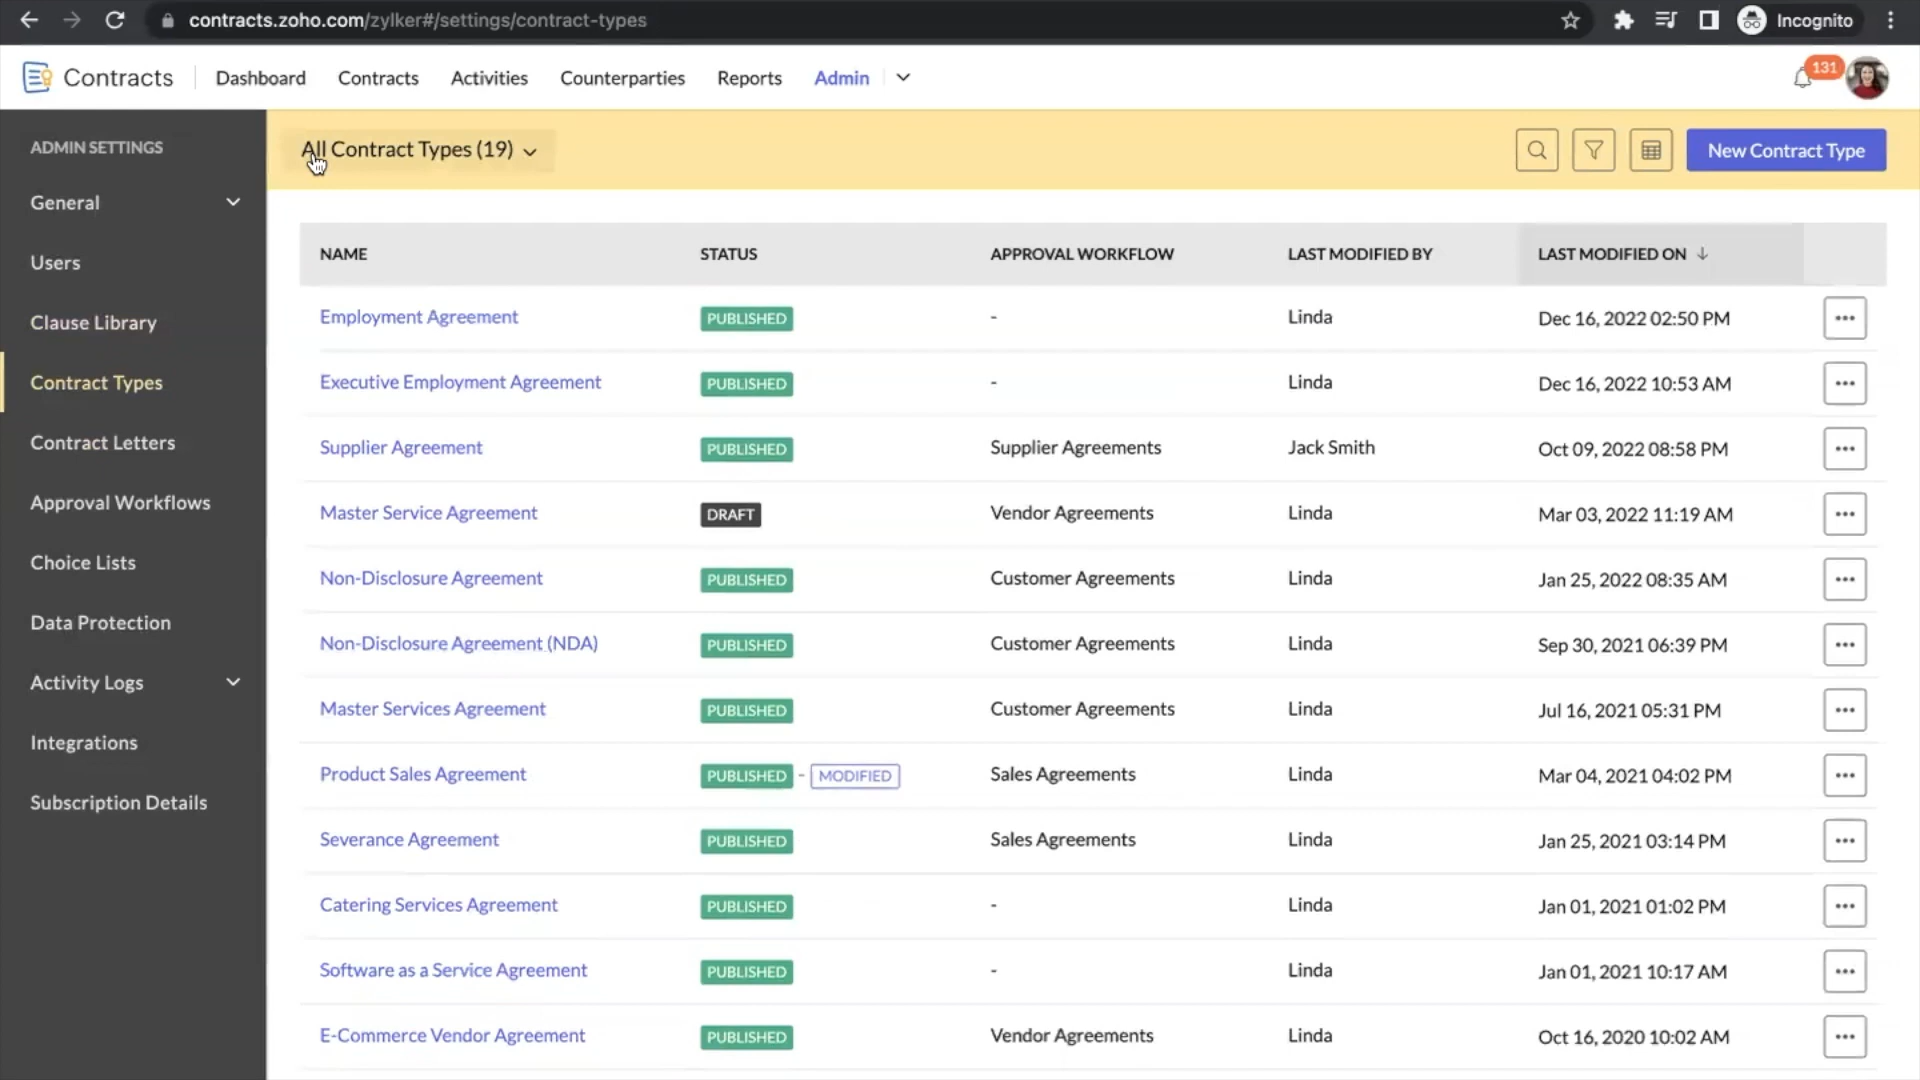 contracts.zoho.com/zylker#/settings/contract-types
Incognito
Contracts
Dashboard
Contracts
Activities
Counterparties
Reports
Admin
131
ADMIN SETTINGS
General
Users
Clause Library
Contract Types
Contract Letters
Approval Workflows
Choice Lists
Data Protection
Activity Logs
Integrations
Subscription Details
All Contract Types (19)
New Contract Type
NAME STATUS APPROVAL WORKFLOW LAST MODIFIED BY LAST MODIFIED ON ↓
Employment Agreement PUBLISHED - Linda Dec 16, 2022 02:50 PM
Executive Employment Agreement PUBLISHED - Linda Dec 16, 2022 10:53 AM
Supplier Agreement PUBLISHED Supplier Agreements Jack Smith Oct 09, 2022 08:58 PM
Master Service Agreement DRAFT Vendor Agreements Linda Mar 03, 2022 11:19 AM
Non-Disclosure Agreement PUBLISHED Customer Agreements Linda Jan 25, 2022 08:35 AM
Non-Disclosure Agreement (NDA) PUBLISHED Customer Agreements Linda Sep 30, 2021 06:39 PM
Master Services Agreement PUBLISHED Customer Agreements Linda Jul 16, 2021 05:31 PM
Product Sales Agreement PUBLISHED - MODIFIED Sales Agreements Linda Mar 04, 2021 04:02 PM
Severance Agreement PUBLISHED Sales Agreements Linda Jan 25, 2021 03:14 PM
Catering Services Agreement PUBLISHED - Linda Jan 01, 2021 01:02 PM
Software as a Service Agreement PUBLISHED - Linda Jan 01, 2021 10:17 AM
E-Commerce Vendor Agreement PUBLISHED Vendor Agreements Linda Oct 16, 2020 10:02 AM